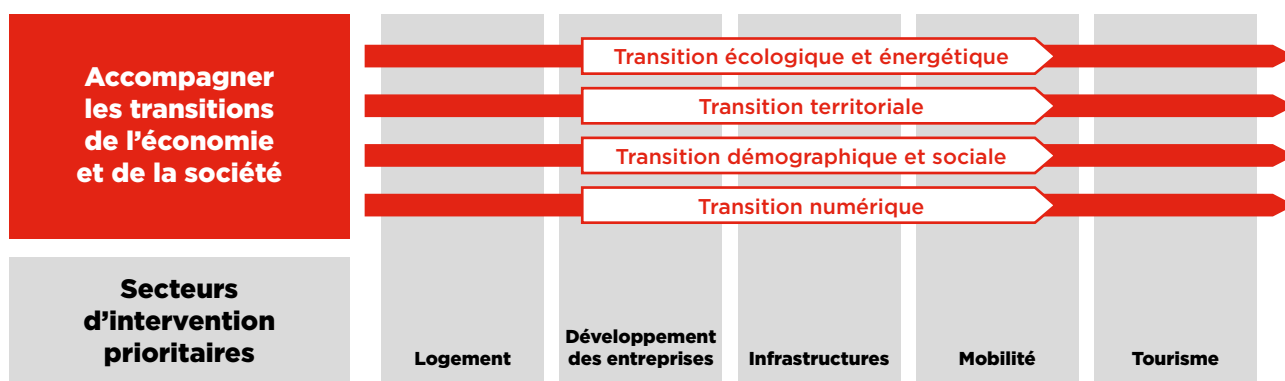 Accompagner
les transitions
de l’économie
et de la société
Transition écologique et énergétique
Transition territoriale
Transition démographique et sociale
Transition numérique
Secteurs
d’intervention
prioritaires
Logement
Développement
des entreprises
Infrastructures
Mobilité
Tourisme